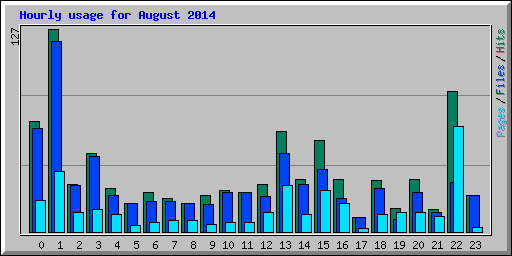 Hourly usage for August 2014
127
Pages/Files/Hits
0 1 2 3 4 5 6 7 8 9 10 11 12 13 14 15 16 17 18 19 20 21 22 23